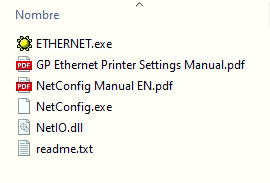 Nombre
ETHERNET.exe
GP Ethernet Printer Settings Manual.pdf
NetConfig Manual EN.pdf
NetConfig.exe
NetIO.dll
readme.txt